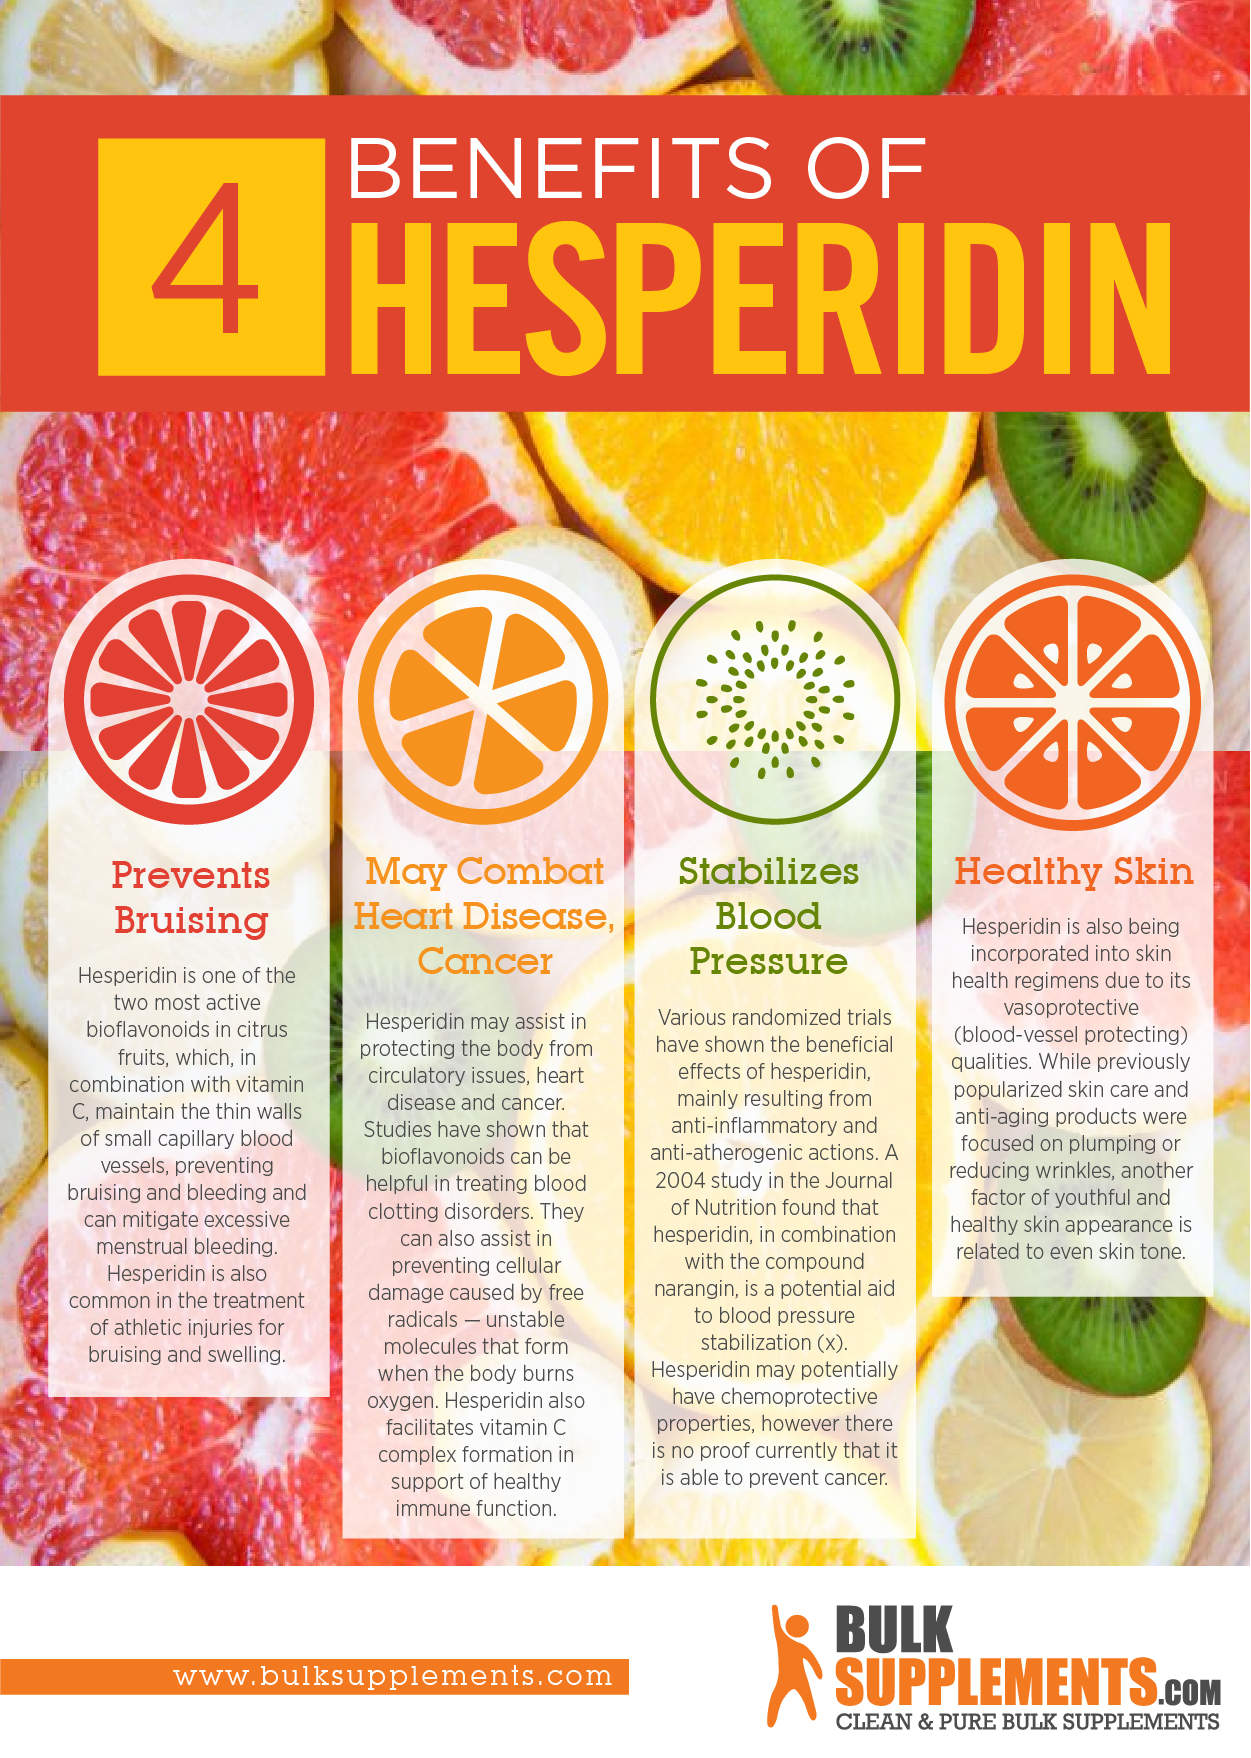 4
BENEFITS OF
HESPERIDIN
Prevents
Bruising
Hesperidin is one of the
two most active
bioflavonoids in citrus
fruits, which, in
combination with vitamin
C, maintain the thin walls
of small capillary blood
vessels, preventing
bruising and bleeding and
can mitigate excessive
menstrual bleeding.
Hesperidin is also
common in the treatment
of athletic injuries for
bruising and swelling.
May Combat
Heart Disease,
Cancer
Hesperidin may assist in
protecting the body from
circulatory issues, heart
disease and cancer.
Studies have shown that
bioflavonoids can be
helpful in treating blood
clotting disorders. They
can also assist in
preventing cellular
damage caused by free
radicals — unstable
molecules that form
when the body burns
oxygen. Hesperidin also
facilitates vitamin C
complex formation in
support of healthy
immune function.
Stabilizes
Blood
Pressure
Various randomized trials
have shown the beneficial
effects of hesperidin,
mainly resulting from
anti-inflammatory and
anti-atherogenic actions. A
2004 study in the Journal
of Nutrition found that
hesperidin, in combination
with the compound
narangin, is a potential aid
to blood pressure
stabilization (x).
Hesperidin may potentially
have chemoprotective
properties, however there
is no proof currently that it
is able to prevent cancer.
Healthy Skin
Hesperidin is also being
incorporated into skin
health regimens due to its
vasoprotective
(blood-vessel protecting)
qualities. While previously
popularized skin care and
anti-aging products were
focused on plumping or
reducing wrinkles, another
factor of youthful and
healthy skin appearance is
related to even skin tone.
www.bulksupplements.com
BULK
SUPPLEMENTS.COM
CLEAN & PURE BULK SUPPLEMENTS